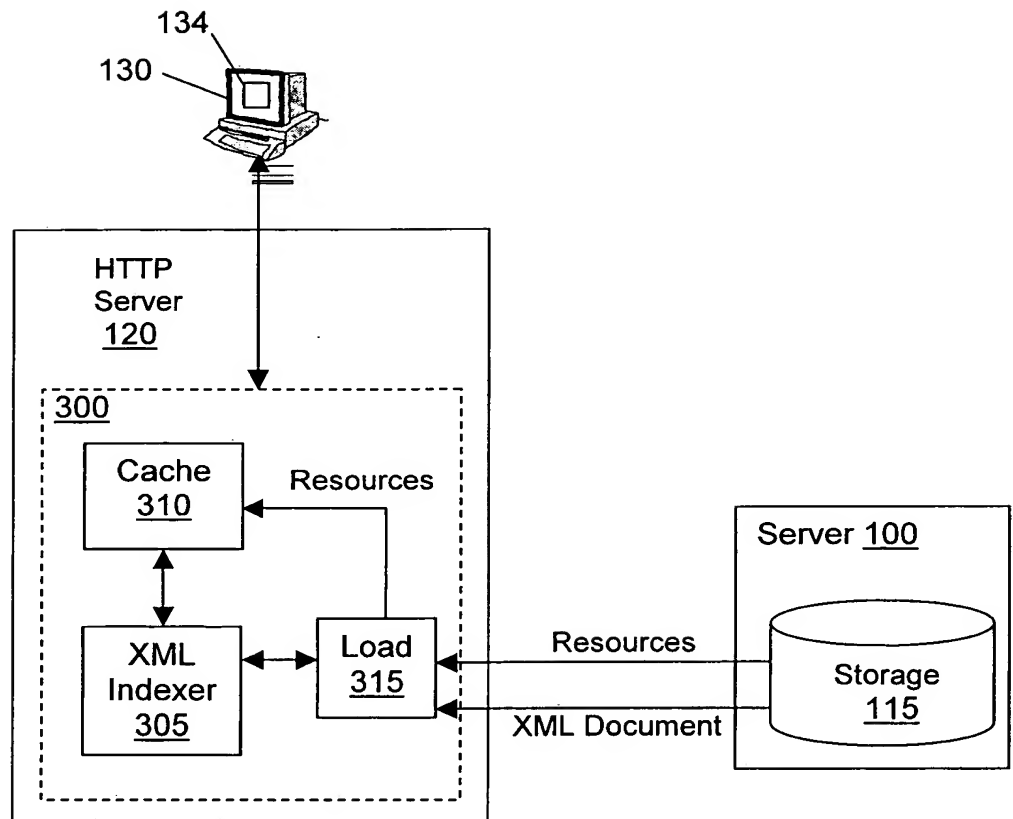 134
130
HTTP
Server
120
300
Cache
310
Resources
XML
Indexer
305
Load
315
Resources
XML Document
Server 100
Storage
115